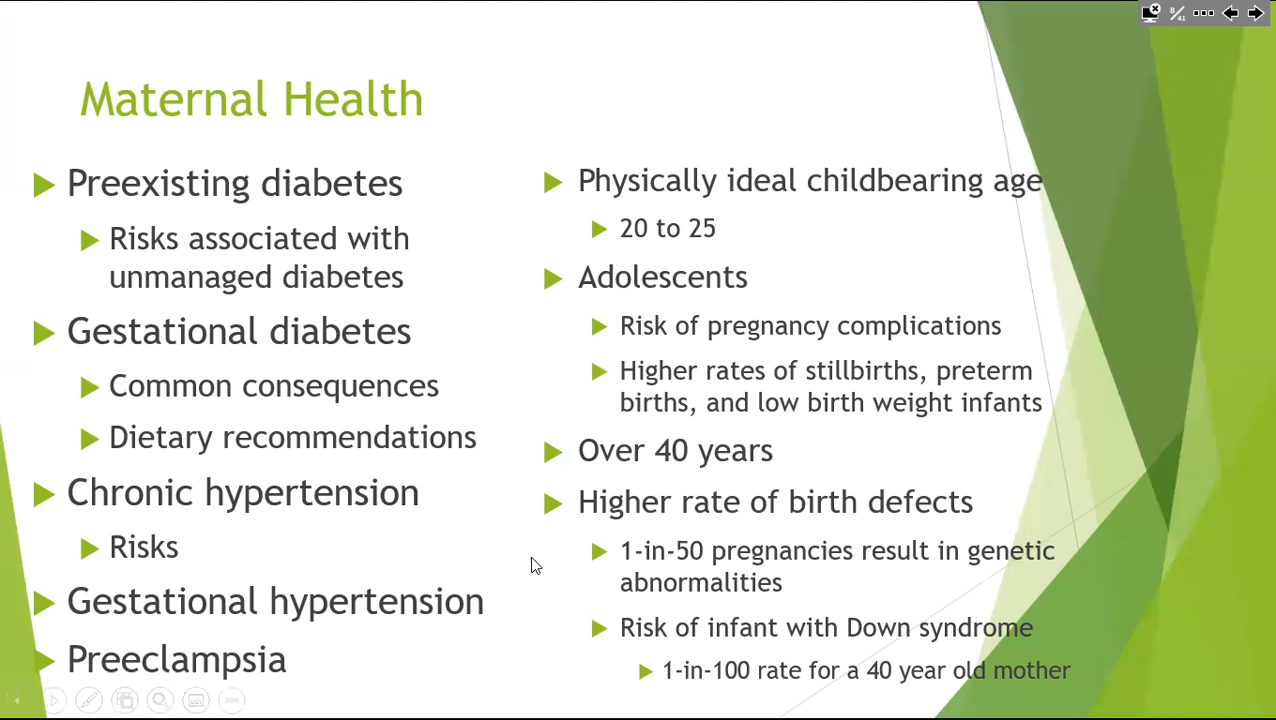 8/41
Maternal Health
Preexisting diabetes
Risks associated with
unmanaged diabetes
Gestational diabetes
Common consequences
Dietary recommendations
Chronic hypertension
Risks
Gestational hypertension
Preeclampsia
Physically ideal childbearing age
20 to 25
Adolescents
Risk of pregnancy complications
Higher rates of stillbirths, preterm
births, and low birth weight infants
Over 40 years
Higher rate of birth defects
1-in-50 pregnancies result in genetic
abnormalities
Risk of infant with Down syndrome
1-in-100 rate for a 40 year old mother